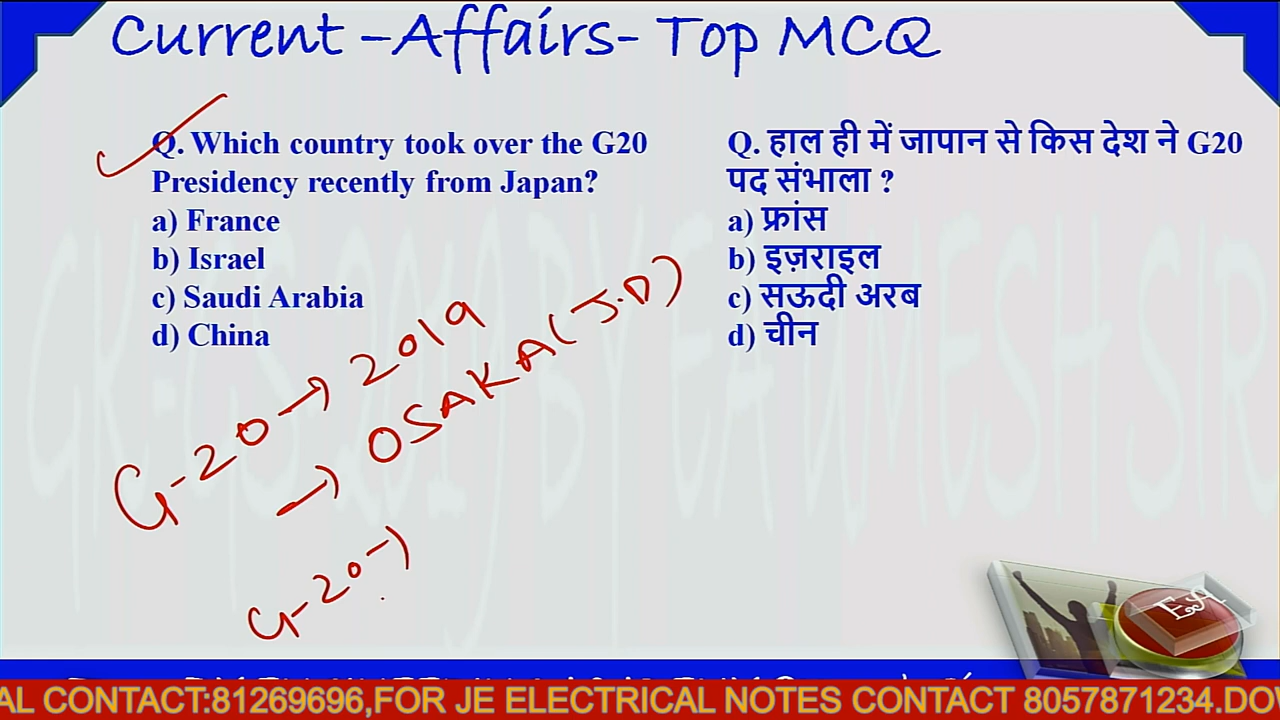 Current –Affairs- Top MCQ
Q. Which country took over the G20
Presidency recently from Japan?
a) France
b) Israel
c) Saudi Arabia
d) China
Q. हाल ही में जापान से किस देश ने G20
पद संभाला ?
a) फ्रांस
b) इज़राइल
c) सऊदी अरब
d) चीन
G-20 → 2019
→ OSAKA (J.D)
G-20 →
EA
AL CONTACT:81269696,FOR JE ELECTRICAL NOTES CONTACT 8057871234.DOW